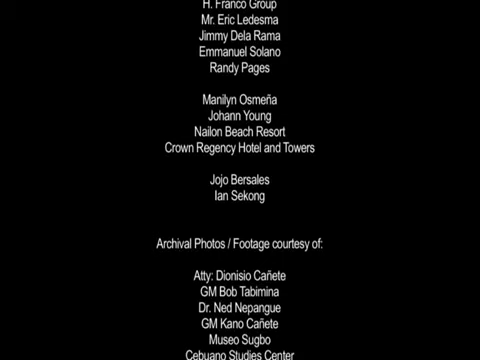 H. Franco Group
Mr. Eric Ledesma
Jimmy Dela Rama
Emmanuel Solano
Randy Pages
Manilyn Osmeña
Johann Young
Nailon Beach Resort
Crown Regency Hotel and Towers
Jojo Bersales
Ian Sekong
Archival Photos / Footage courtesy of:
Atty: Dionisio Cañete
GM Bob Tabimina
Dr. Ned Nepangue
GM Kano Cañete
Museo Sugbo
Cebuano Studies Center